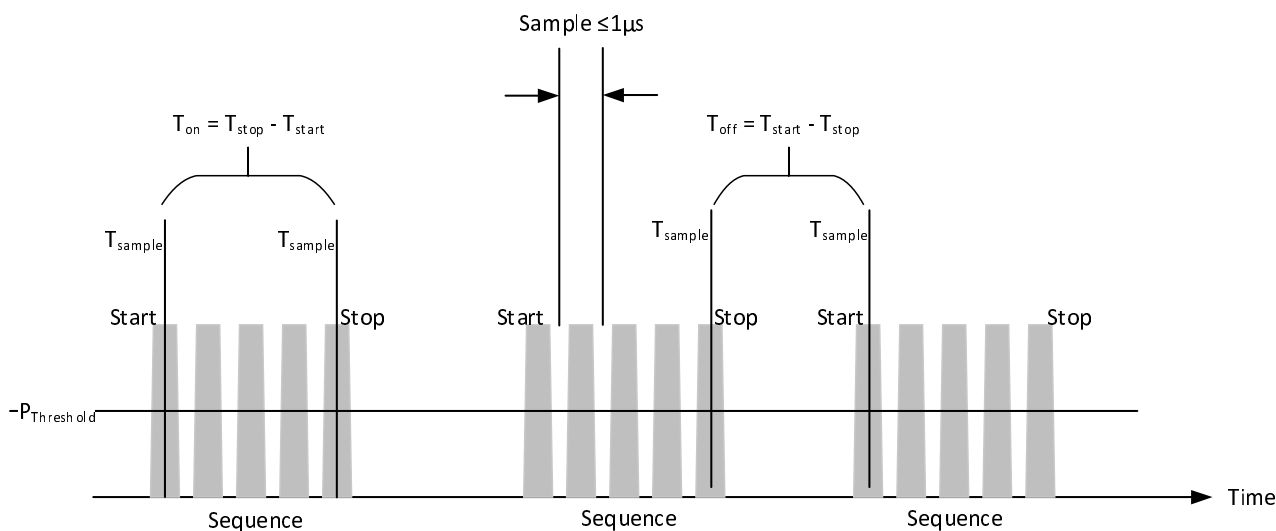 Sample ≤1µs
Ton = Tstop - Tstart
Toff = Tstart - Tstop
Tsample
Tsample
Tsample
Tsample
Start
Stop
Start
Stop
Start
Stop
–PThreshold
Time
Sequence
Sequence
Sequence